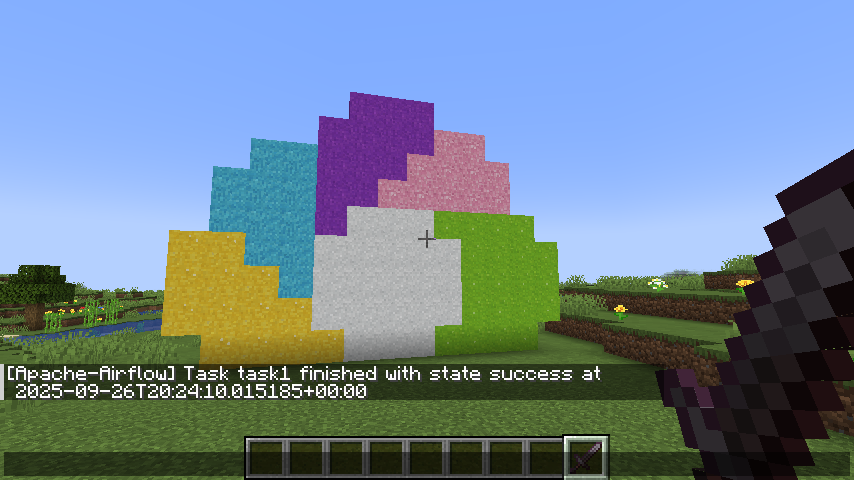 [Apache-Airflow] Task task1 finished with state success at
2025-09-26T20:24:10.015185+00:00